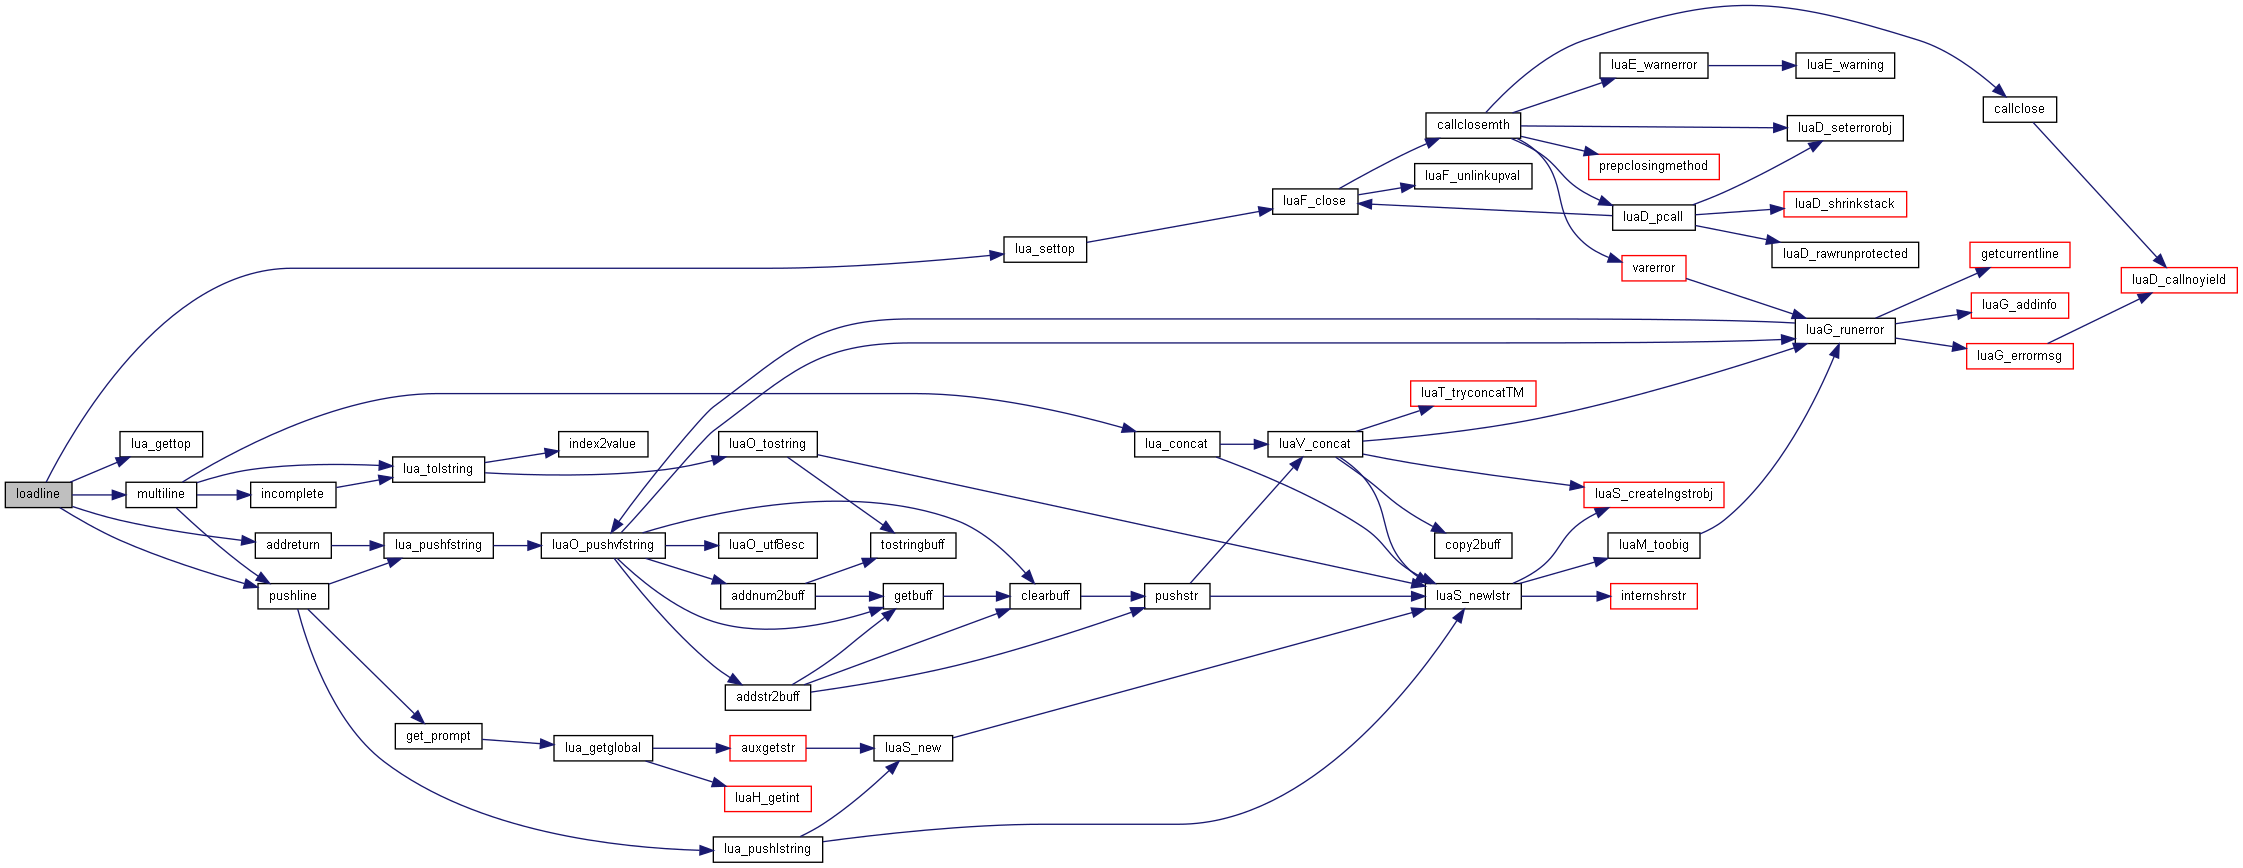 loadline
lua_gettop
multiline
addreturn
pushline
incomplete
lua_tolstring
lua_pushfstring
get_prompt
index2value
luaO_pushvfstring
lua_getglobal
luaO_tostring
luaO_utf8esc
addnum2buff
addstr2buff
auxgetstr
luaH_getint
lua_pushlstring
tostringbuff
getbuff
luaS_new
lua_settop
clearbuff
lua_concat
pushstr
luaF_close
luaV_concat
callclosemth
luaF_unlinkupval
luaT_tryconcatTM
copy2buff
luaS_newlstr
luaE_warnerror
prepclosingmethod
luaD_pcall
varerror
luaS_createlngstrobj
luaM_toobig
internshrstr
luaE_warning
luaD_seterrorobj
luaD_shrinkstack
luaD_rawrunprotected
luaG_runerror
callclose
getcurrentline
luaG_addinfo
luaG_errormsg
luaD_callnoyield